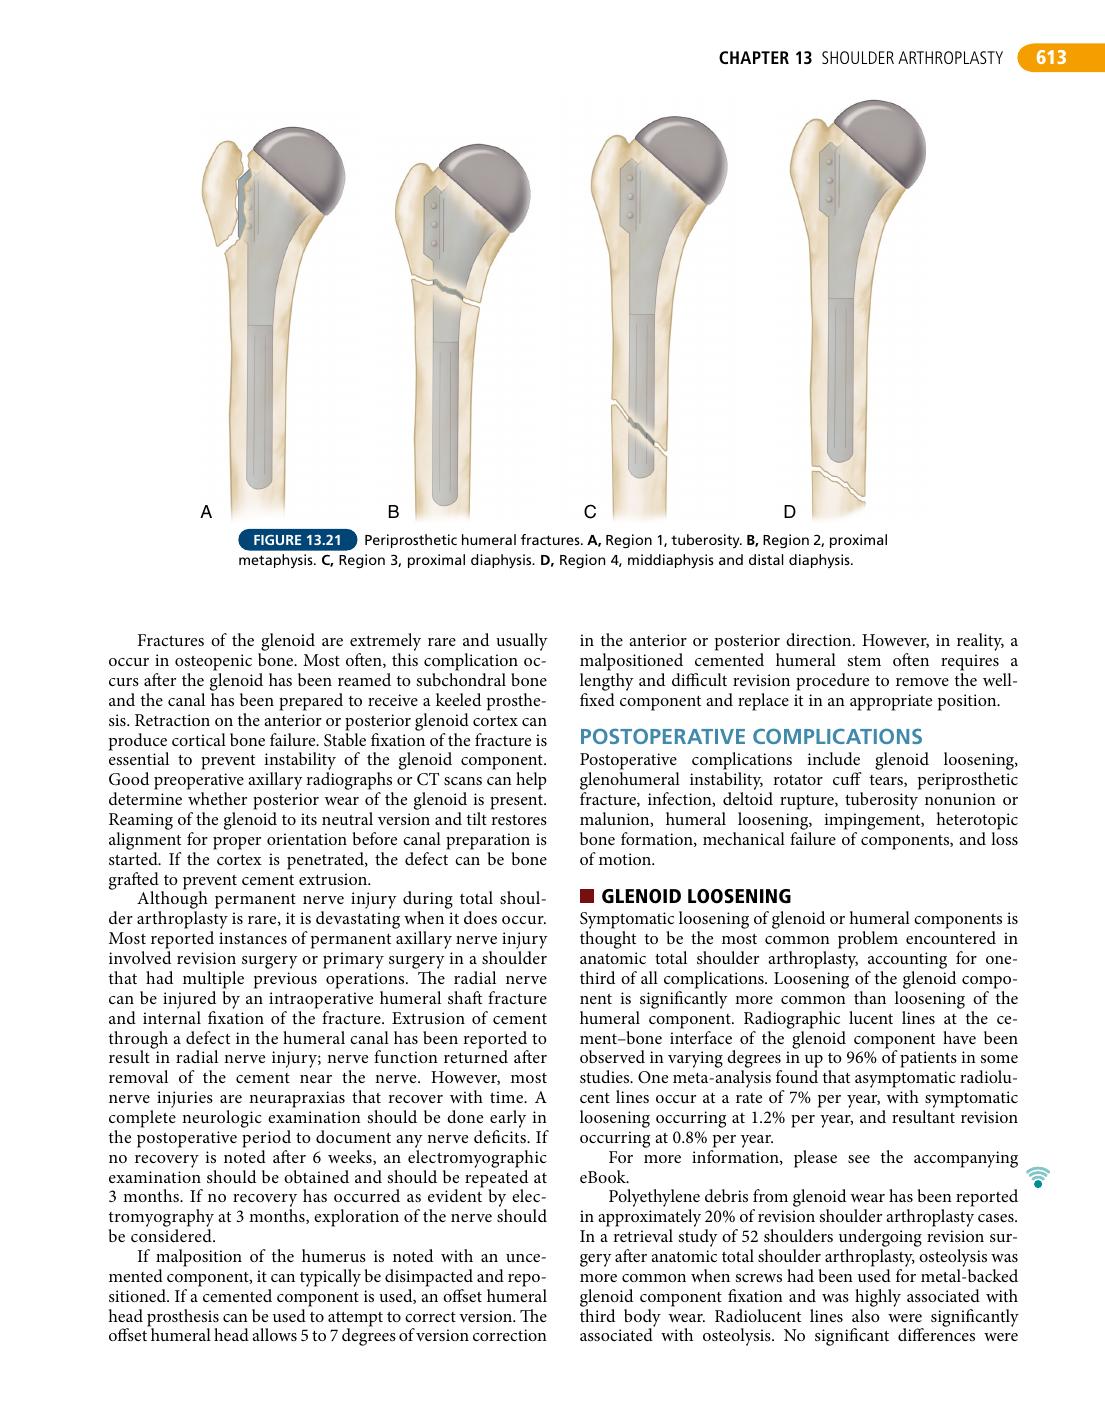 CHAPTER 13 SHOULDER ARTHROPLASTY 613
A B C D
FIGURE 13.21 Periprosthetic humeral fractures. A, Region 1, tuberosity. B, Region 2, proximal
metaphysis. C, Region 3, proximal diaphysis. D, Region 4, middiaphysis and distal diaphysis.
Fractures of the glenoid are extremely rare and usually
occur in osteopenic bone. Most often, this complication oc-
curs after the glenoid has been reamed to subchondral bone
and the canal has been prepared to receive a keeled prosthe-
sis. Retraction on the anterior or posterior glenoid cortex can
produce cortical bone failure. Stable fixation of the fracture is
essential to prevent instability of the glenoid component.
Good preoperative axillary radiographs or CT scans can help
determine whether posterior wear of the glenoid is present.
Reaming of the glenoid to its neutral version and tilt restores
alignment for proper orientation before canal preparation is
started. If the cortex is penetrated, the defect can be bone
grafted to prevent cement extrusion.
Although permanent nerve injury during total shoul-
der arthroplasty is rare, it is devastating when it does occur.
Most reported instances of permanent axillary nerve injury
involved revision surgery or primary surgery in a shoulder
that had multiple previous operations. The radial nerve
can be injured by an intraoperative humeral shaft fracture
and internal fixation of the fracture. Extrusion of cement
through a defect in the humeral canal has been reported to
result in radial nerve injury; nerve function returned after
removal of the cement near the nerve. However, most
nerve injuries are neurapraxias that recover with time. A
complete neurologic examination should be done early in
the postoperative period to document any nerve deficits. If
no recovery is noted after 6 weeks, an electromyographic
examination should be obtained and should be repeated at
3 months. If no recovery has occurred as evident by elec-
tromyography at 3 months, exploration of the nerve should
be considered.
If malposition of the humerus is noted with an unce-
mented component, it can typically be disimpacted and repo-
sitioned. If a cemented component is used, an offset humeral
head prosthesis can be used to attempt to correct version. The
offset humeral head allows 5 to 7 degrees of version correction
in the anterior or posterior direction. However, in reality, a
malpositioned cemented humeral stem often requires a
lengthy and difficult revision procedure to remove the well-
fixed component and replace it in an appropriate position.
POSTOPERATIVE COMPLICATIONS
Postoperative complications include glenoid loosening,
glenohumeral instability, rotator cuff tears, periprosthetic
fracture, infection, deltoid rupture, tuberosity nonunion or
malunion, humeral loosening, impingement, heterotopic
bone formation, mechanical failure of components, and loss
of motion.
GLENOID LOOSENING
Symptomatic loosening of glenoid or humeral components is
thought to be the most common problem encountered in
anatomic total shoulder arthroplasty, accounting for one-
third of all complications. Loosening of the glenoid compo-
nent is significantly more common than loosening of the
humeral component. Radiographic lucent lines at the ce-
ment–bone interface of the glenoid component have been
observed in varying degrees in up to 96% of patients in some
studies. One meta-analysis found that asymptomatic radiolu-
cent lines occur at a rate of 7% per year, with symptomatic
loosening occurring at 1.2% per year, and resultant revision
occurring at 0.8% per year.
For more information, please see the accompanying
eBook.
Polyethylene debris from glenoid wear has been reported
in approximately 20% of revision shoulder arthroplasty cases.
In a retrieval study of 52 shoulders undergoing revision sur-
gery after anatomic total shoulder arthroplasty, osteolysis was
more common when screws had been used for metal-backed
glenoid component fixation and was highly associated with
third body wear. Radiolucent lines also were significantly
associated with osteolysis. No significant differences were